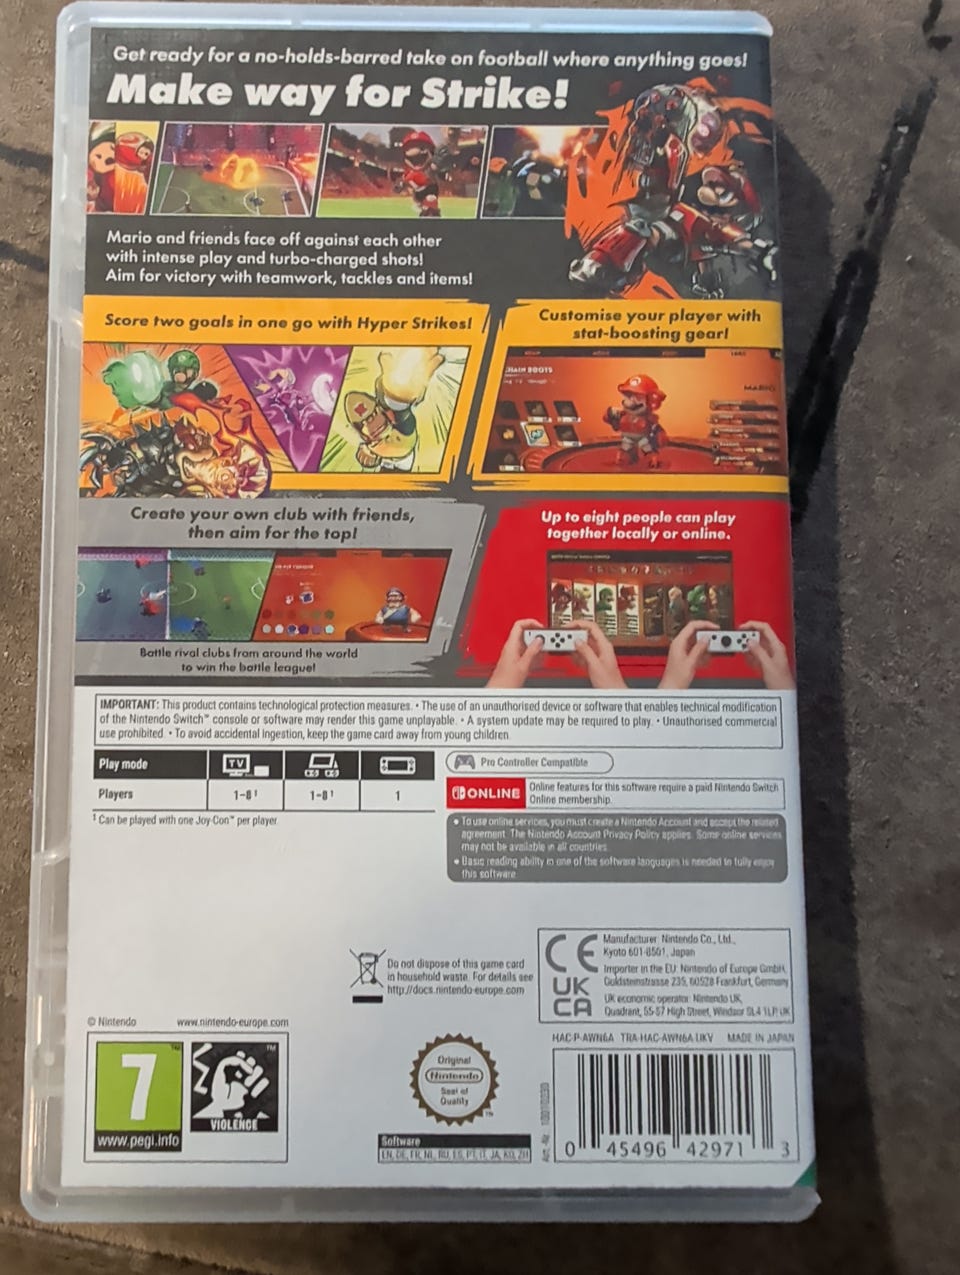 Get ready for a no-holds-barred take on football where anything goes!
Make way for Strike!
Mario and friends face off against each other
with intense play and turbo-charged shots!
Aim for victory with teamwork, tackles and items!
Score two goals in one go with Hyper Strikes!
Customise your player with
stat-boosting gear!
CHAIN BOOTS
MARIO
Create your own club with friends,
then aim for the top!
Battle rival clubs from around the world
to win the battle league!
Up to eight people can play
together locally or online.
IMPORTANT: This product contains technological protection measures. • The use of an unauthorised device or software that enables technical modification
of the Nintendo Switch™ console or software may render this game unplayable. • A system update may be required to play. • Unauthorised commercial
use prohibited. • To avoid accidental ingestion, keep the game card away from young children.
Play mode
TV
Players
1-8¹
1-8¹
1
¹ Can be played with one Joy-Con™ per player.
Pro Controller Compatible
ONLINE
Online features for this software require a paid Nintendo Switch
Online membership.
• To use online services, you must create a Nintendo Account and accept the related
agreement. The Nintendo Account Privacy Policy applies. Some online services
may not be available in all countries.
• Basic reading ability in one of the software languages is needed to fully enjoy
this software
Do not dispose of this game card
in household waste. For details see
http://docs.nintendo-europe.com
CE
UK
CA
Manufacturer: Nintendo Co., Ltd.,
Kyoto 601-8501, Japan
Importer in the EU: Nintendo of Europe GmbH,
Goldsteinstrasse 235, 60528 Frankfurt, Germany
UK economic operator: Nintendo UK,
Quadrant, 55-57 High Street, Windsor SL4 1LP, UK
© Nintendo
www.nintendo-europe.com
HAC-P-AWN6A TRA-HAC-AWN6A.UKV MADE IN JAPAN
7
www.pegi.info
VIOLENCE
™
Original
Nintendo
Seal of
Quality
™
Software
EN, DE, FR, NL, RU, ES, PT, IT, JA, KO, ZH
0 45496 42971 3